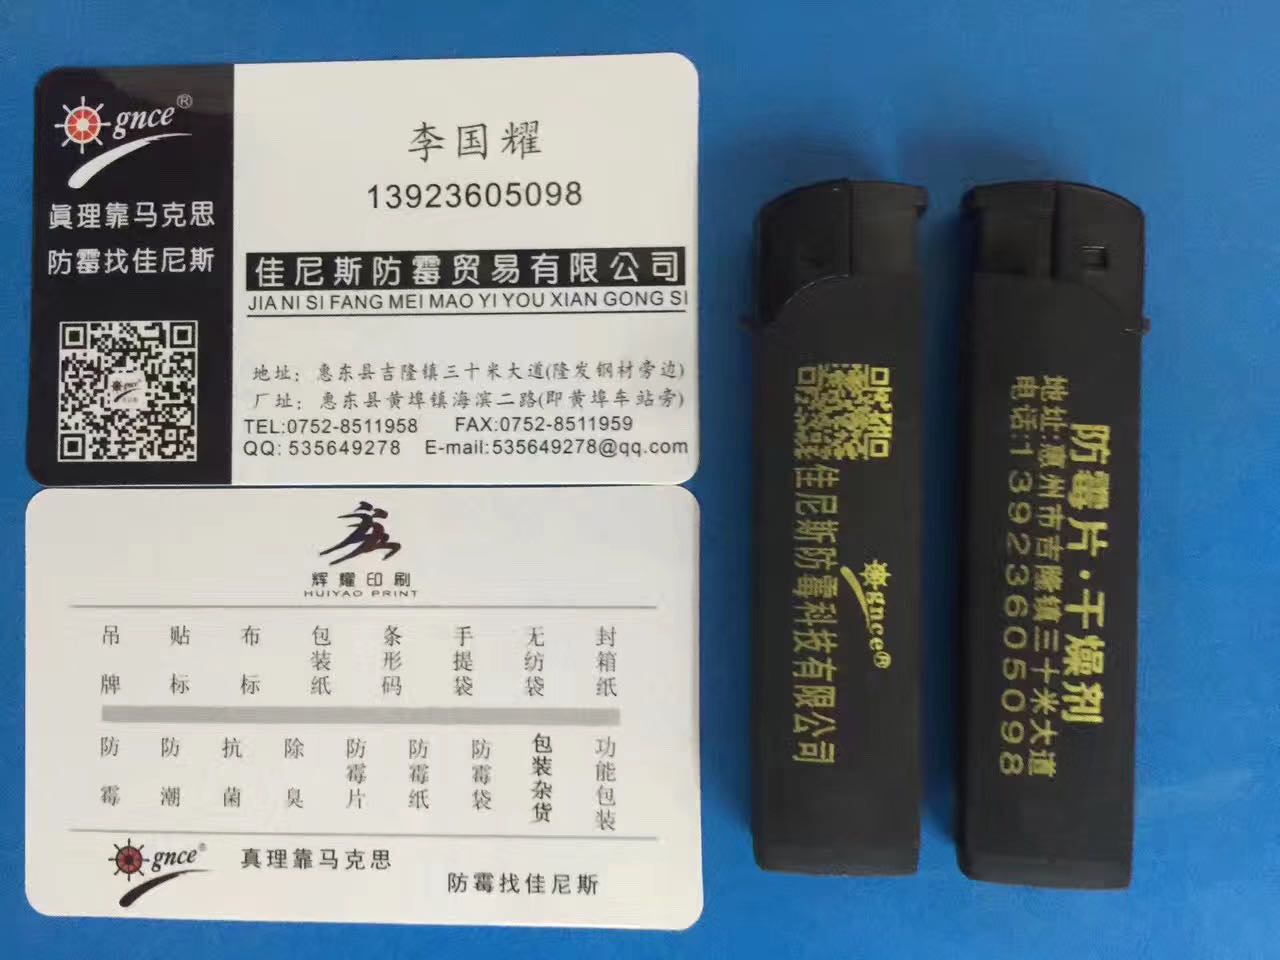 gnce®
眞理靠马克思
防霉找佳尼斯
李国耀
13923605098
佳尼斯防霉贸易有限公司
JIA NI SI FANG MEI MAO YI YOU XIAN GONG SI
地址：惠东县吉隆镇三十米大道(隆发钢材旁边)
厂址：惠东县黄埠镇海滨二路(即黄埠车站旁)
TEL:0752-8511958 FAX:0752-8511959
QQ: 535649278 E-mail:535649278@qq.com
辉耀印刷
HUIYAO PRINT
吊牌 贴标 布标 包装纸 条形码 手提袋 无纺袋 封箱纸
防霉 防潮 抗菌 除臭 防霉片 防霉纸 防霉袋 包装杂货 功能包装
gnce®
真理靠马克思
防霉找佳尼斯
gnce®
佳尼斯防霉科技有限公司
防霉片·干燥剂
地址:惠州市吉隆镇三十米大道
电话:13923605098